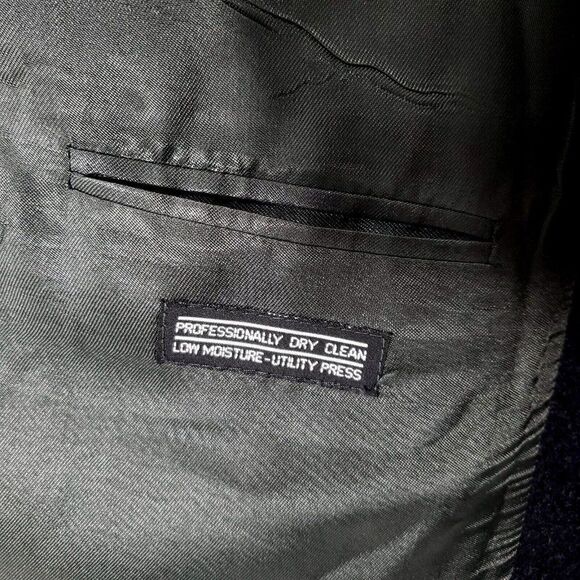 PROFESSIONALLY DRY CLEAN
LOW MOISTURE-UTILITY PRESS